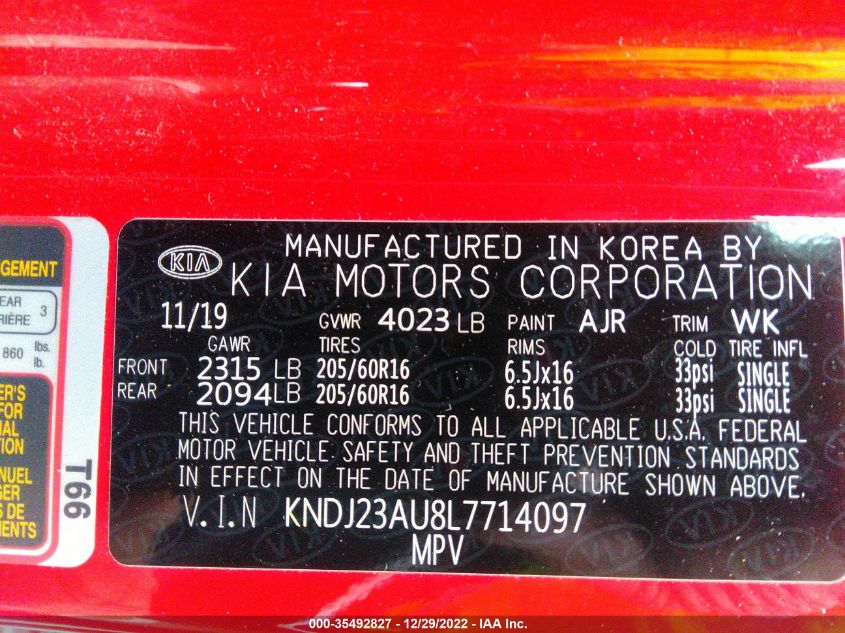 MANUFACTURED IN KOREA BY
KIA KIA MOTORS CORPORATION
11/19 GVWR 4023 LB PAINT AJR TRIM WK
GAWR TIRES RIMS COLD TIRE INFL
FRONT 2315 LB 205/60R16 6.5Jx16 33psi SINGLE
REAR 2094 LB 205/60R16 6.5Jx16 33psi SINGLE
THIS VEHICLE CONFORMS TO ALL APPLICABLE U.S.A. FEDERAL
MOTOR VEHICLE SAFETY AND THEFT PREVENTION STANDARDS
IN EFFECT ON THE DATE OF MANUFACTURE SHOWN ABOVE.
V.I.N KNDJ23AU8L7714097
MPV
3
860 lbs.
lb.
FOR
DE
T66
000-35492827 - 12/29/2022 - IAA Inc.